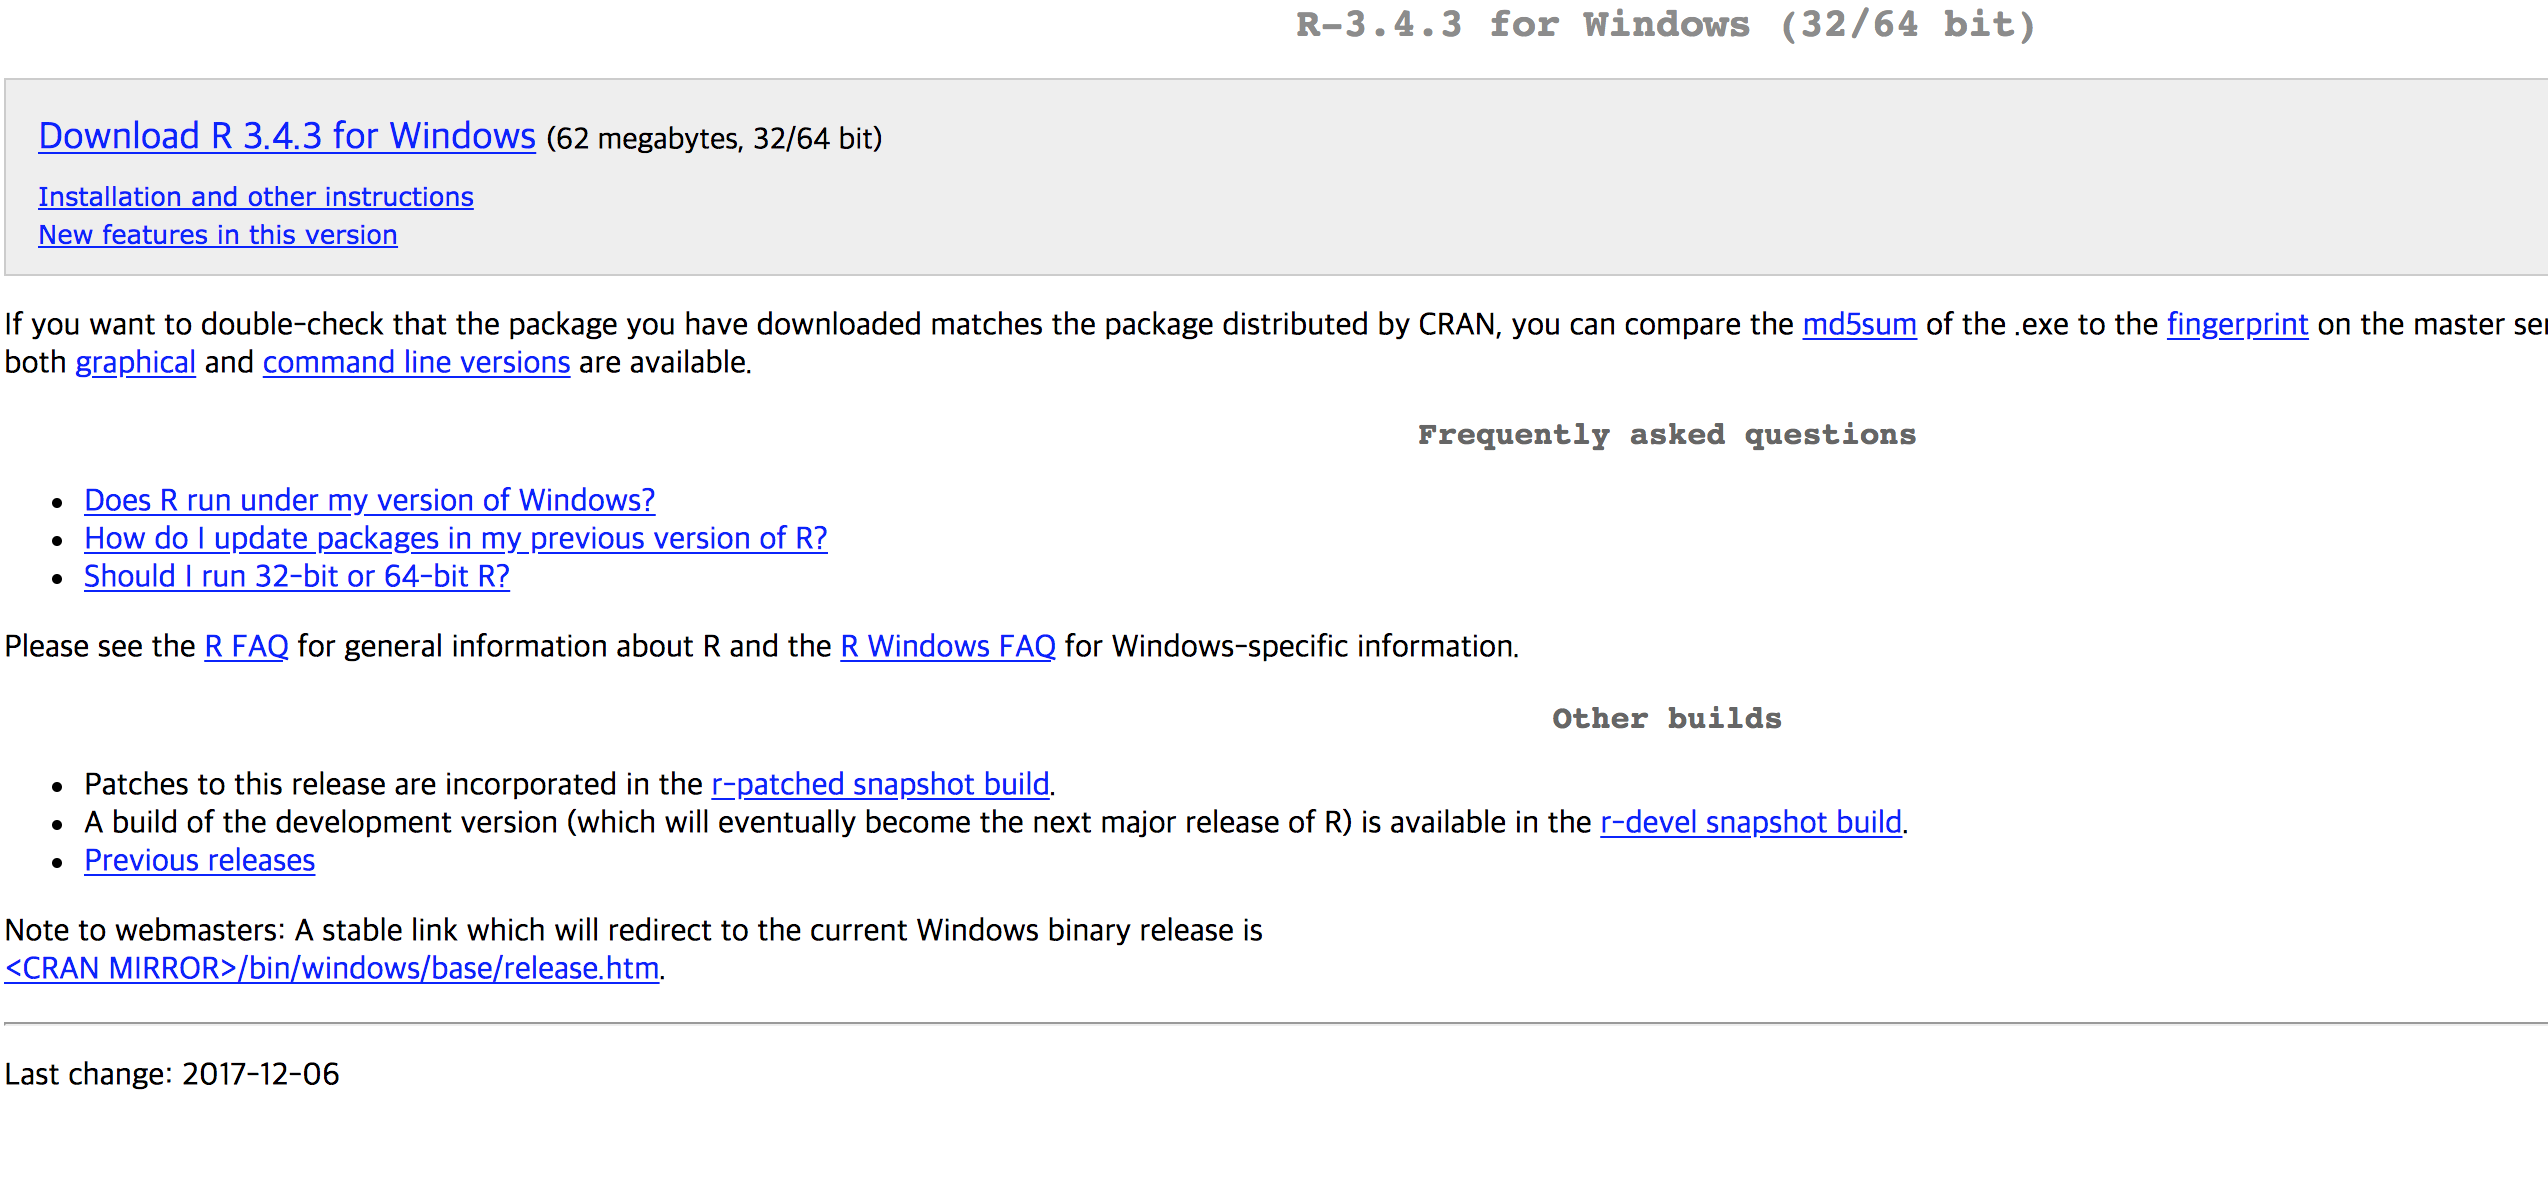 R-3.4.3 for Windows (32/64 bit)
Download R 3.4.3 for Windows (62 megabytes, 32/64 bit)
Installation and other instructions
New features in this version
If you want to double-check that the package you have downloaded matches the package distributed by CRAN, you can compare the md5sum of the .exe to the fingerprint on the master
both graphical and command line versions are available.
Frequently asked questions
Does R run under my version of Windows?
How do I update packages in my previous version of R?
Should I run 32-bit or 64-bit R?
Please see the R FAQ for general information about R and the R Windows FAQ for Windows-specific information.
Other builds
Patches to this release are incorporated in the r-patched snapshot build.
A build of the development version (which will eventually become the next major release of R) is available in the r-devel snapshot build.
Previous releases
Note to webmasters: A stable link which will redirect to the current Windows binary release is
<CRAN MIRROR>/bin/windows/base/release.htm.
Last change: 2017-12-06